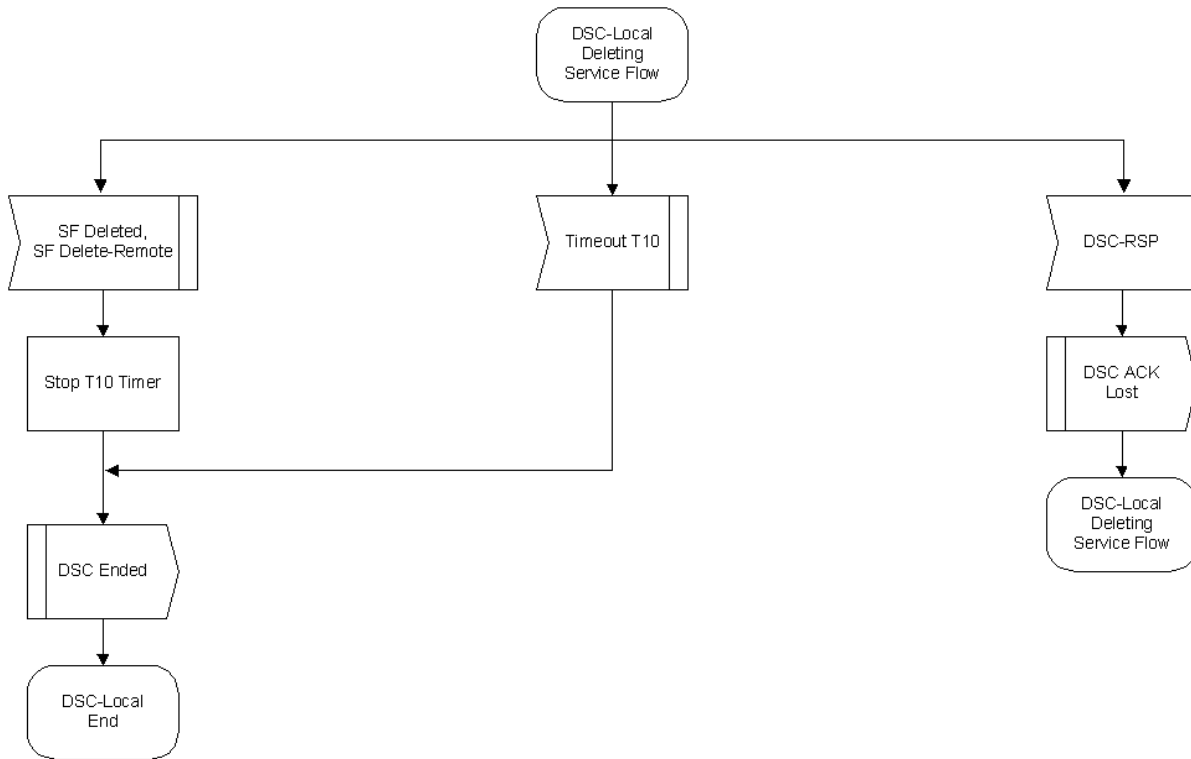 DSC-Local
Deleting
Service Flow
SF Deleted,
SF Delete-Remote
Timeout T10
DSC-RSP
Stop T10 Timer
DSC ACK
Lost
DSC-Local
Deleting
Service Flow
DSC Ended
DSC-Local
End